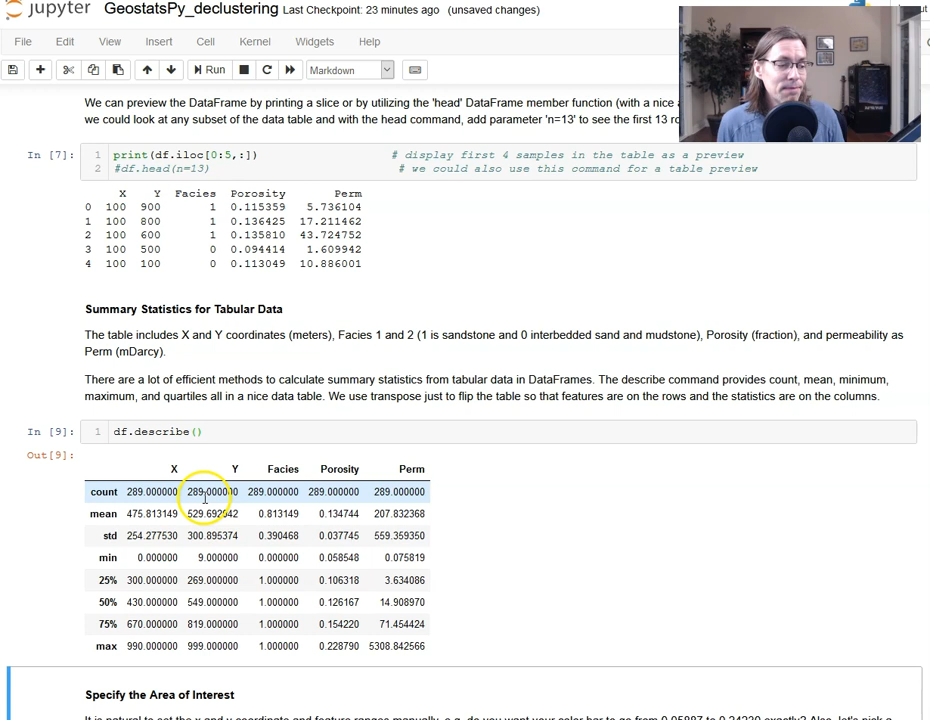 jupyter GeostatsPy_declustering Last Checkpoint: 23 minutes ago (unsaved changes)
File Edit View Insert Cell Kernel Widgets Help
Run Markdown
We can preview the DataFrame by printing a slice or by utilizing the 'head' DataFrame member function (with a nice
we could look at any subset of the data table and with the head command, add parameter 'n=13' to see the first 13
In [7]: 1 print(df.iloc[0:5,:]) # display first 4 samples in the table as a preview
2 #df.head(n=13) # we could also use this command for a table preview
X Y Facies Porosity Perm
0 100 900 1 0.115359 5.736104
1 100 800 1 0.136425 17.211462
2 100 600 1 0.135810 43.724752
3 100 500 0 0.094414 1.609942
4 100 100 0 0.113049 10.886001
Summary Statistics for Tabular Data
The table includes X and Y coordinates (meters), Facies 1 and 2 (1 is sandstone and 0 interbedded sand and mudstone), Porosity (fraction), and permeability as
Perm (mDarcy).
There are a lot of efficient methods to calculate summary statistics from tabular data in DataFrames. The describe command provides count, mean, minimum,
maximum, and quartiles all in a nice data table. We use transpose just to flip the table so that features are on the rows and the statistics are on the columns.
In [9]: 1 df.describe()
Out[9]:
X Y Facies Porosity Perm
count 289.000000 289.000000 289.000000 289.000000 289.000000
mean 475.813149 529.692042 0.813149 0.134744 207.832368
std 254.277530 300.895374 0.390468 0.037745 559.359350
min 0.000000 9.000000 0.000000 0.058548 0.075819
25% 300.000000 269.000000 1.000000 0.106318 3.634086
50% 430.000000 549.000000 1.000000 0.126167 14.908970
75% 670.000000 819.000000 1.000000 0.154220 71.454424
max 990.000000 999.000000 1.000000 0.228790 5308.842566
Specify the Area of Interest